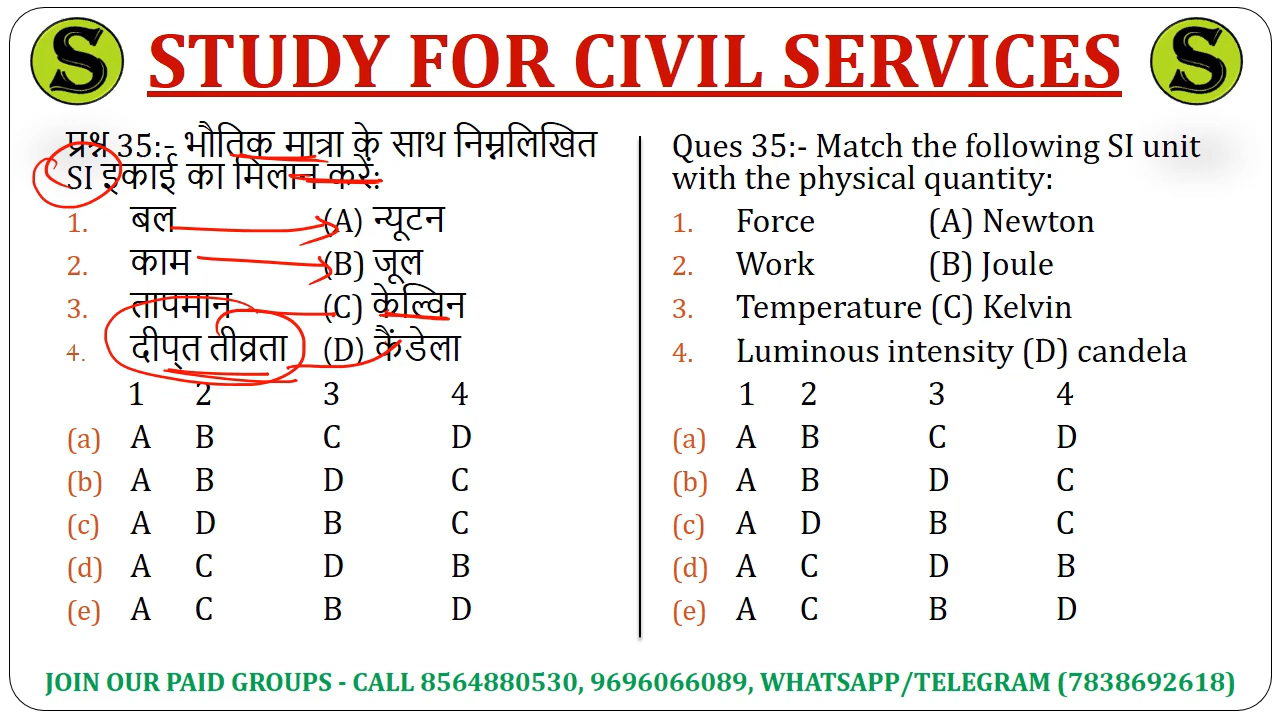 S STUDY FOR CIVIL SERVICES S
प्रश्न 35:- भौतिक मात्रा के साथ निम्नलिखित
SI इकाई का मिलान करें:
1. बल (A) न्यूटन
2. काम (B) जूल
3. तापमान (C) केल्विन
4. दीप्त तीव्रता (D) कैंडेला
1 2 3 4
(a) A B C D
(b) A B D C
(c) A D B C
(d) A C D B
(e) A C B D
Ques 35:- Match the following SI unit
with the physical quantity:
1. Force (A) Newton
2. Work (B) Joule
3. Temperature (C) Kelvin
4. Luminous intensity (D) candela
1 2 3 4
(a) A B C D
(b) A B D C
(c) A D B C
(d) A C D B
(e) A C B D
JOIN OUR PAID GROUPS - CALL 8564880530, 9696066089, WHATSAPP/TELEGRAM (7838692618)